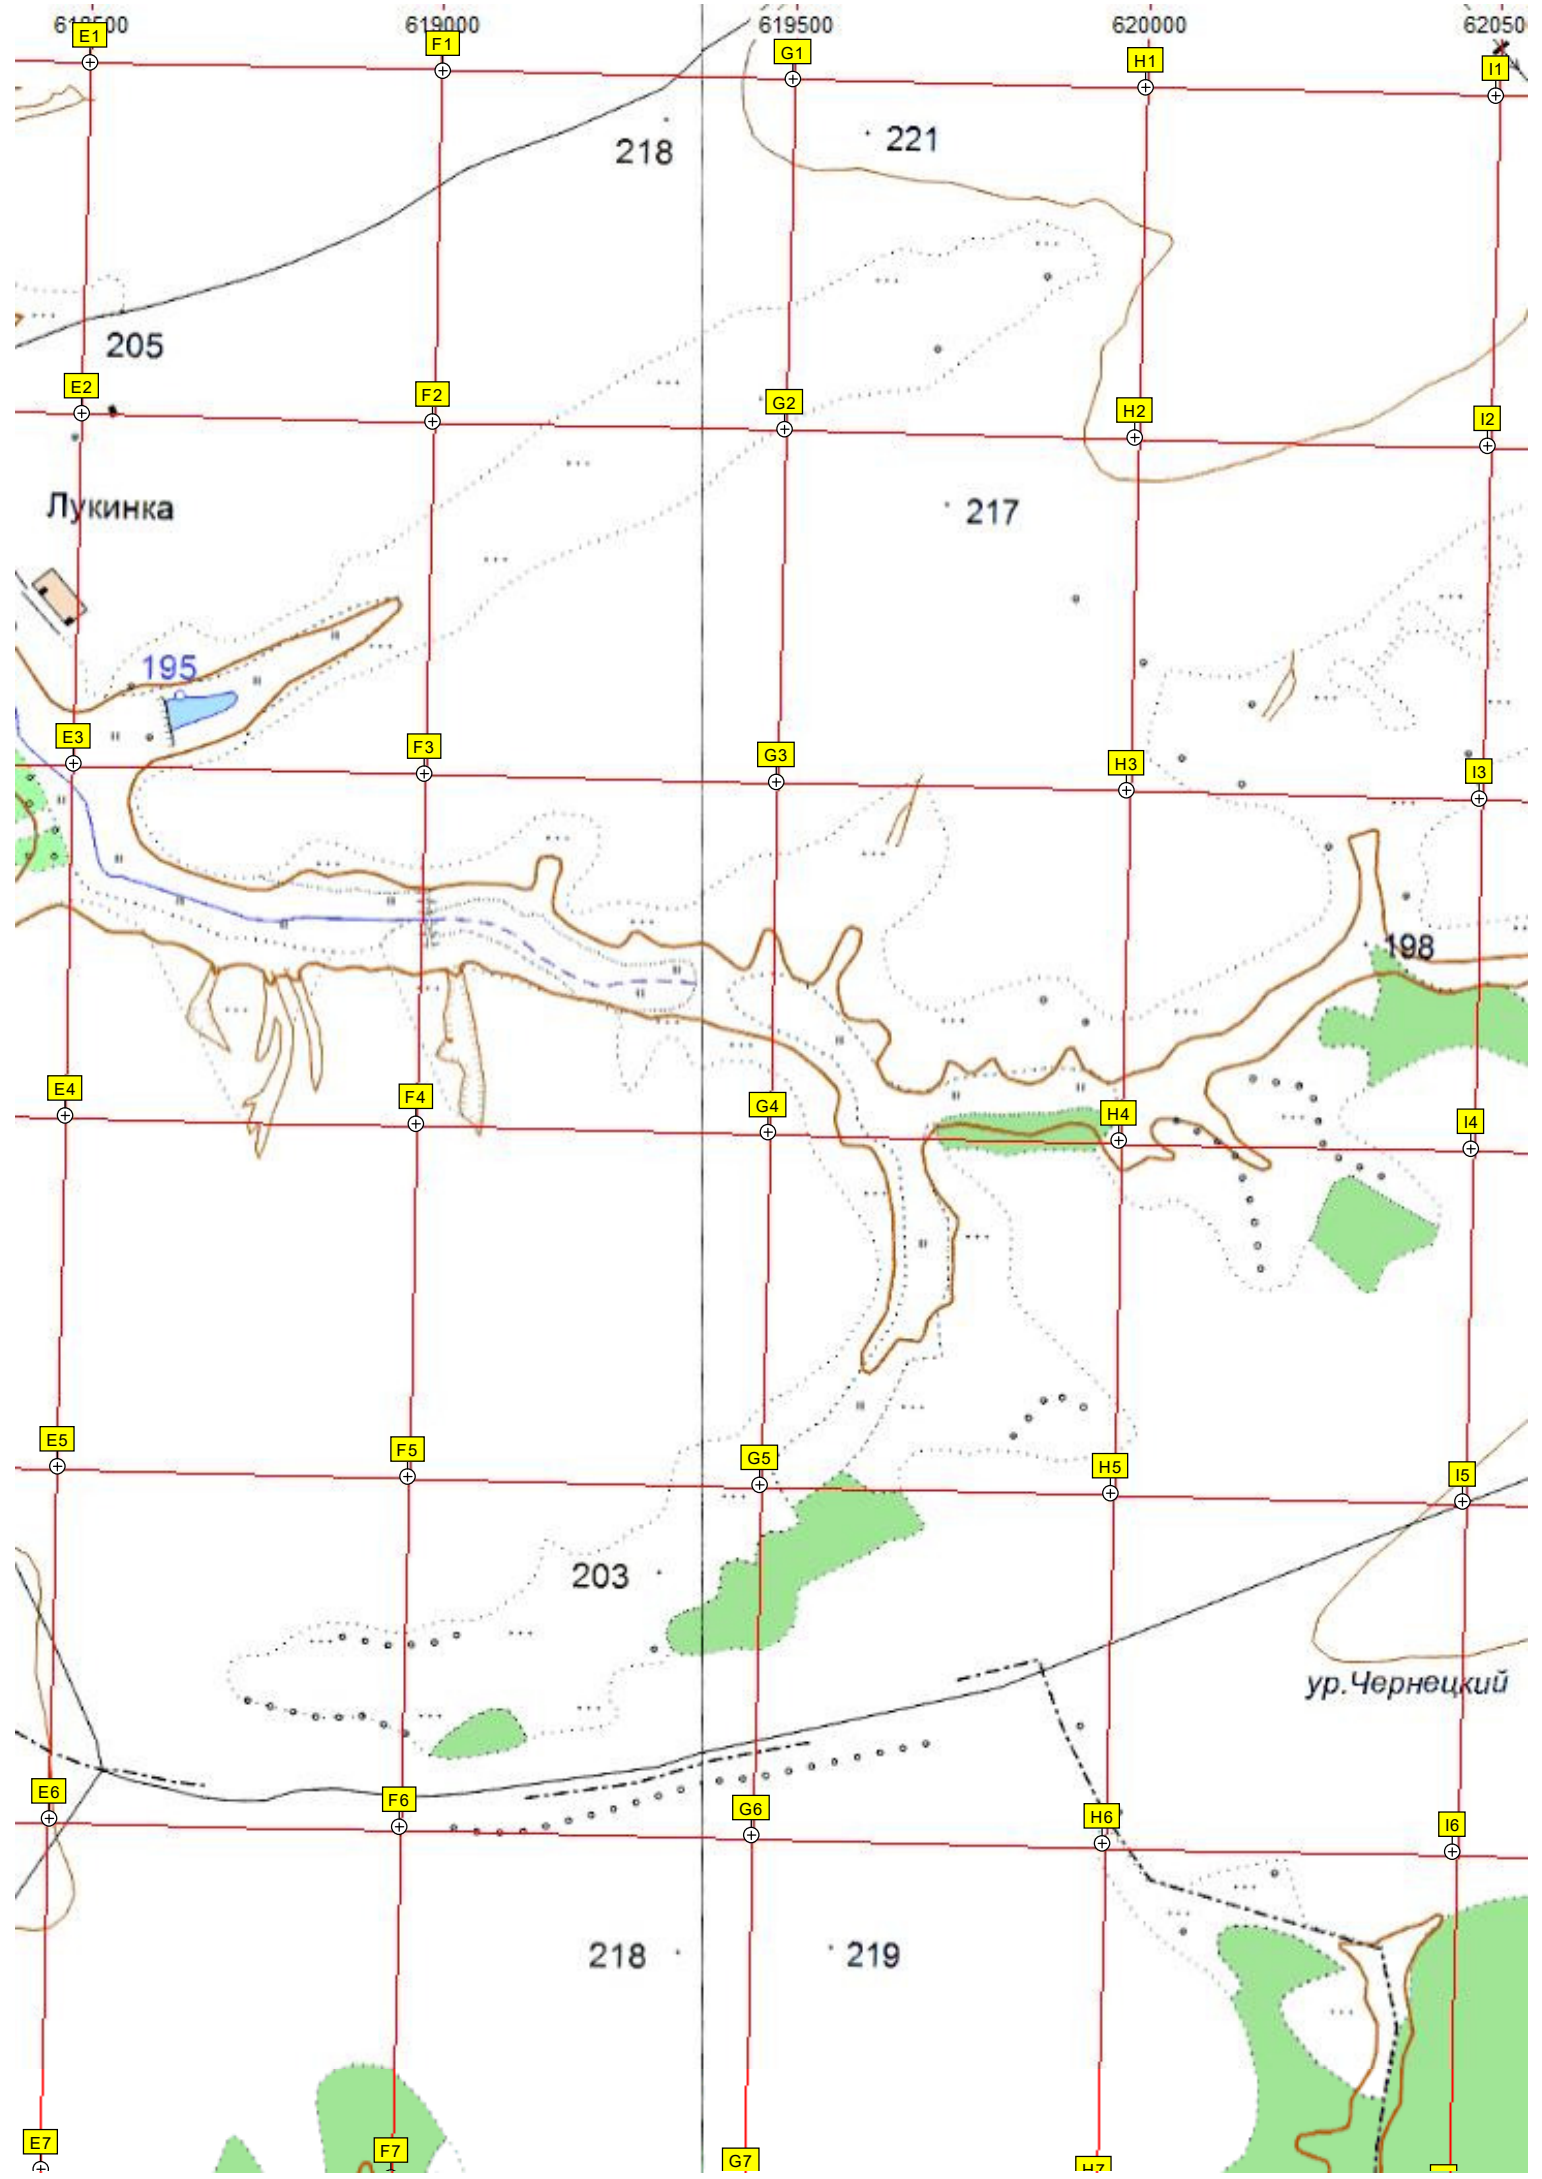 618500 619000 619500 620000 62050
E1 F1 G1 H1 I1
218 221
205
E2 F2 G2 H2 I2
Лукинка 217
195
E3 F3 G3 H3 I3
198
E4 F4 G4 H4 I4
E5 F5 G5 H5 I5
203
ур.Чернецкий
E6 F6 G6 H6 I6
218 219
E7 F7 G7 H7